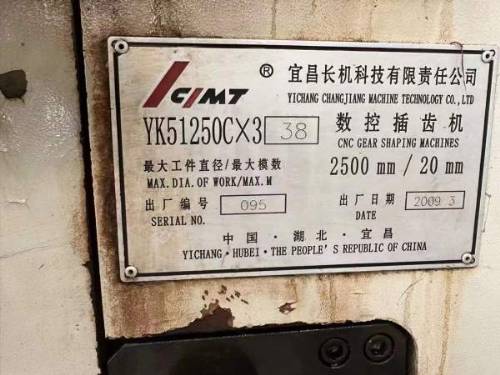 CJMT ® 宜昌长机科技有限责任公司
YICHANG CHANGJIANG MACHINE TECHNOLOGY CO.,LTD
YK51250C×3 38 数控插齿机
CNC GEAR SHAPING MACHINES
最大工件直径/最大模数 2500 mm / 20 mm
MAX.DIA.OF WORK/MAX.M
出厂编号 095 出厂日期 2009 3
SERIAL NO. DATE
中国·湖北·宜昌
YICHANG·HUBEI·THE PEOPLE'S REPUBLIC OF CHINA